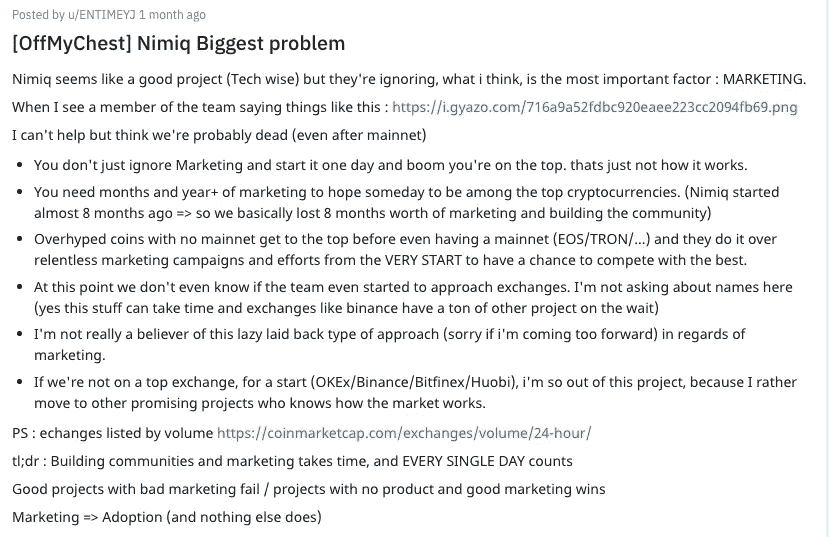 Posted by u/ENTIMEYJ 1 month ago
[OffMyChest] Nimiq Biggest problem
Nimiq seems like a good project (Tech wise) but they're ignoring, what i think, is the most important factor : MARKETING.
When I see a member of the team saying things like this : https://i.gyazo.com/716a9a52fdbc920eaee223cc2094fb69.png
I can't help but think we're probably dead (even after mainnet)
• You don't just ignore Marketing and start it one day and boom you're on the top. thats just not how it works.
• You need months and year+ of marketing to hope someday to be among the top cryptocurrencies. (Nimiq started
almost 8 months ago => so we basically lost 8 months worth of marketing and building the community)
• Overhyped coins with no mainnet get to the top before even having a mainnet (EOS/TRON/...) and they do it over
relentless marketing campaigns and efforts from the VERY START to have a chance to compete with the best.
• At this point we don't even know if the team even started to approach exchanges. I'm not asking about names here
(yes this stuff can take time and exchanges like binance have a ton of other project on the wait)
• I'm not really a believer of this lazy laid back type of approach (sorry if i'm coming too forward) in regards of
marketing.
• If we're not on a top exchange, for a start (OKEx/Binance/Bitfinex/Huobi), i'm so out of this project, because I rather
move to other promising projects who knows how the market works.
PS : echanges listed by volume https://coinmarketcap.com/exchanges/volume/24-hour/
tl;dr : Building communities and marketing takes time, and EVERY SINGLE DAY counts
Good projects with bad marketing fail / projects with no product and good marketing wins
Marketing => Adoption (and nothing else does)